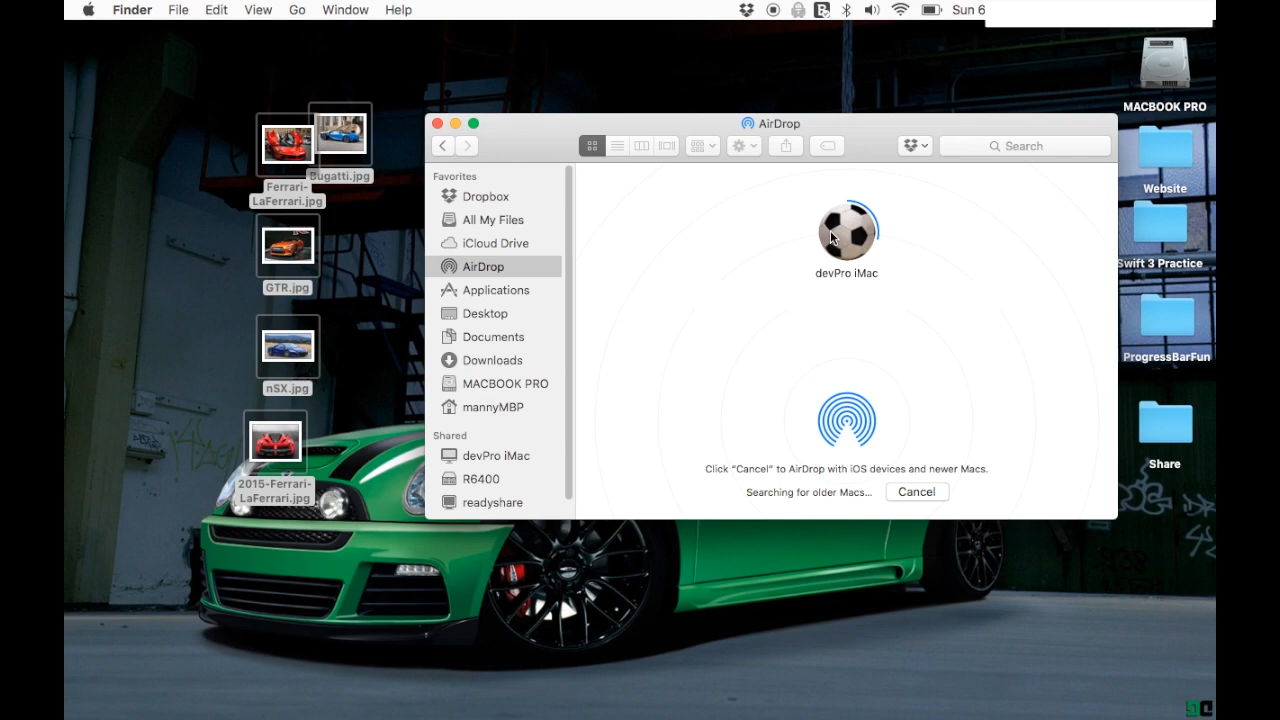 Finder File Edit View Go Window Help
Sun 6
AirDrop
Search
Favorites
Dropbox
All My Files
iCloud Drive
AirDrop
Applications
Desktop
Documents
Downloads
MACBOOK PRO
mannyMBP
Shared
devPro iMac
R6400
readyshare
devPro iMac
Click "Cancel" to AirDrop with iOS devices and newer Macs.
Searching for older Macs...
Cancel
Bugatti.jpg
Ferrari-
LaFerrari.jpg
GTR.jpg
nSX.jpg
2015-Ferrari-
LaFerrari.jpg
MACBOOK PRO
Website
Swift 3 Practice
ProgressBarFun
Share